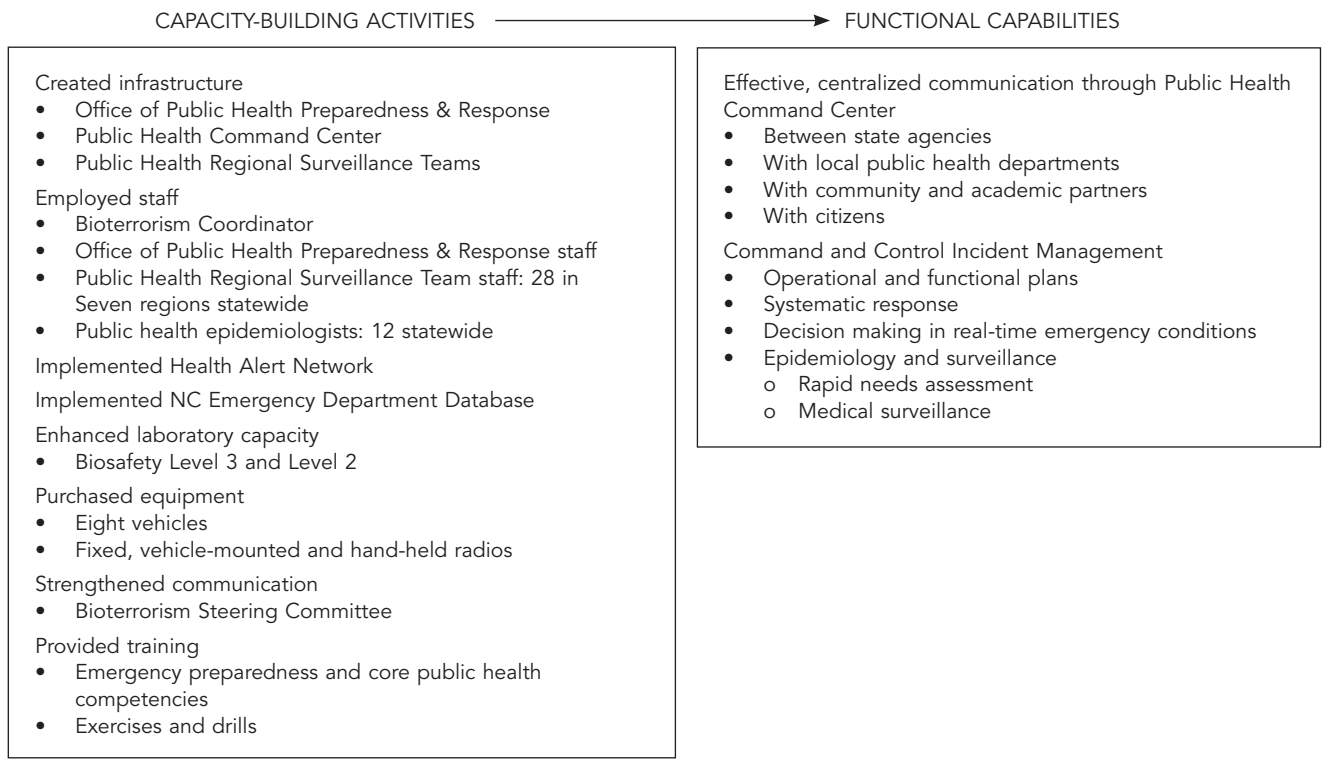 CAPACITY-BUILDING ACTIVITIES
FUNCTIONAL CAPABILITIES
Created infrastructure
• Office of Public Health Preparedness & Response
• Public Health Command Center
• Public Health Regional Surveillance Teams
Employed staff
• Bioterrorism Coordinator
• Office of Public Health Preparedness & Response staff
• Public Health Regional Surveillance Team staff: 28 in
Seven regions statewide
• Public health epidemiologists: 12 statewide
Implemented Health Alert Network
Implemented NC Emergency Department Database
Enhanced laboratory capacity
• Biosafety Level 3 and Level 2
Purchased equipment
• Eight vehicles
• Fixed, vehicle-mounted and hand-held radios
Strengthened communication
• Bioterrorism Steering Committee
Provided training
• Emergency preparedness and core public health
competencies
• Exercises and drills
Effective, centralized communication through Public Health
Command Center
• Between state agencies
• With local public health departments
• With community and academic partners
• With citizens
Command and Control Incident Management
• Operational and functional plans
• Systematic response
• Decision making in real-time emergency conditions
• Epidemiology and surveillance
o Rapid needs assessment
o Medical surveillance